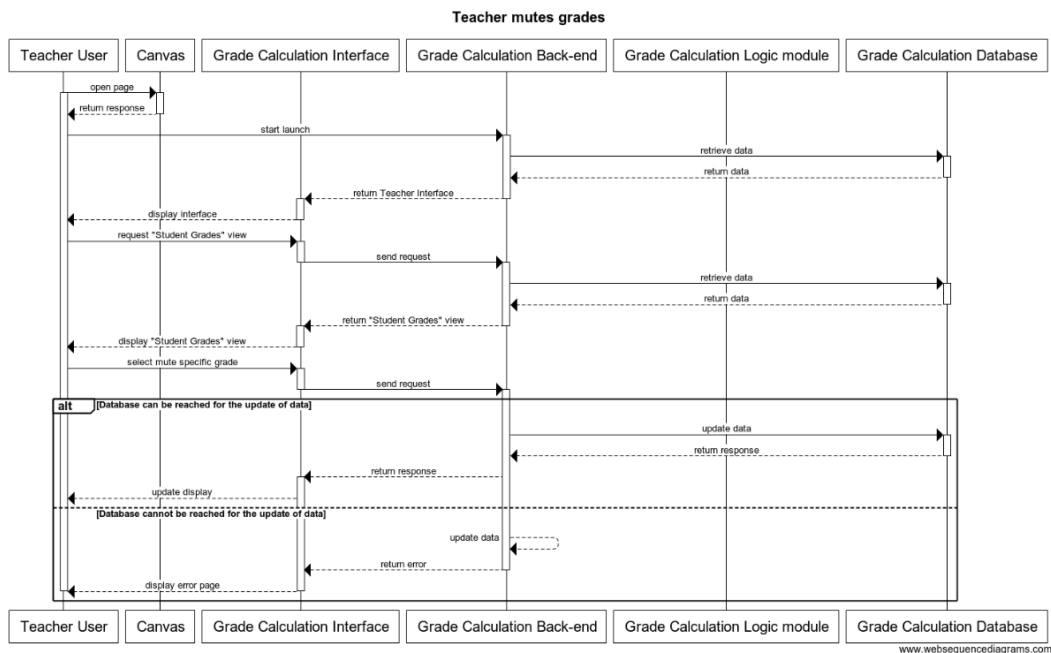 Teacher mutes grades
Teacher User
Canvas
Grade Calculation Interface
Grade Calculation Back-end
Grade Calculation Logic module
Grade Calculation Database
open page
return response
start launch
retrieve data
return data
return Teacher Interface
display interface
request "Student Grades" view
send request
retrieve data
return data
return "Student Grades" view
display "Student Grades" view
select mute specific grade
send request
alt
[Database can be reached for the update of data]
update data
return response
return response
update display
[Database cannot be reached for the update of data]
update data
return error
display error page
Teacher User
Canvas
Grade Calculation Interface
Grade Calculation Back-end
Grade Calculation Logic module
Grade Calculation Database
www.websequencediagrams.com